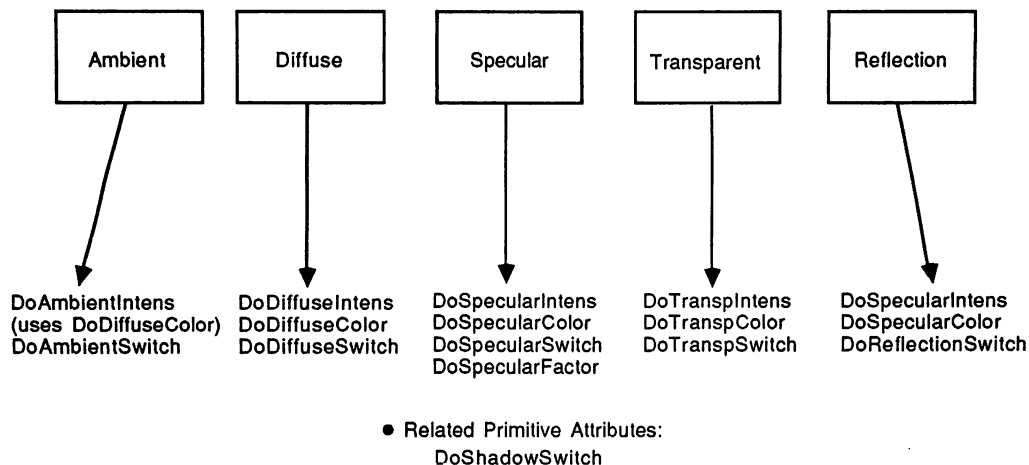 Ambient
Diffuse
Specular
Transparent
Reflection
DoAmbientIntens
(uses DoDiffuseColor)
DoAmbientSwitch
DoDiffuseIntens
DoDiffuseColor
DoDiffuseSwitch
DoSpecularIntens
DoSpecularColor
DoSpecularSwitch
DoSpecularFactor
DoTranspIntens
DoTranspColor
DoTranspSwitch
DoSpecularIntens
DoSpecularColor
DoReflectionSwitch
● Related Primitive Attributes:
DoShadowSwitch